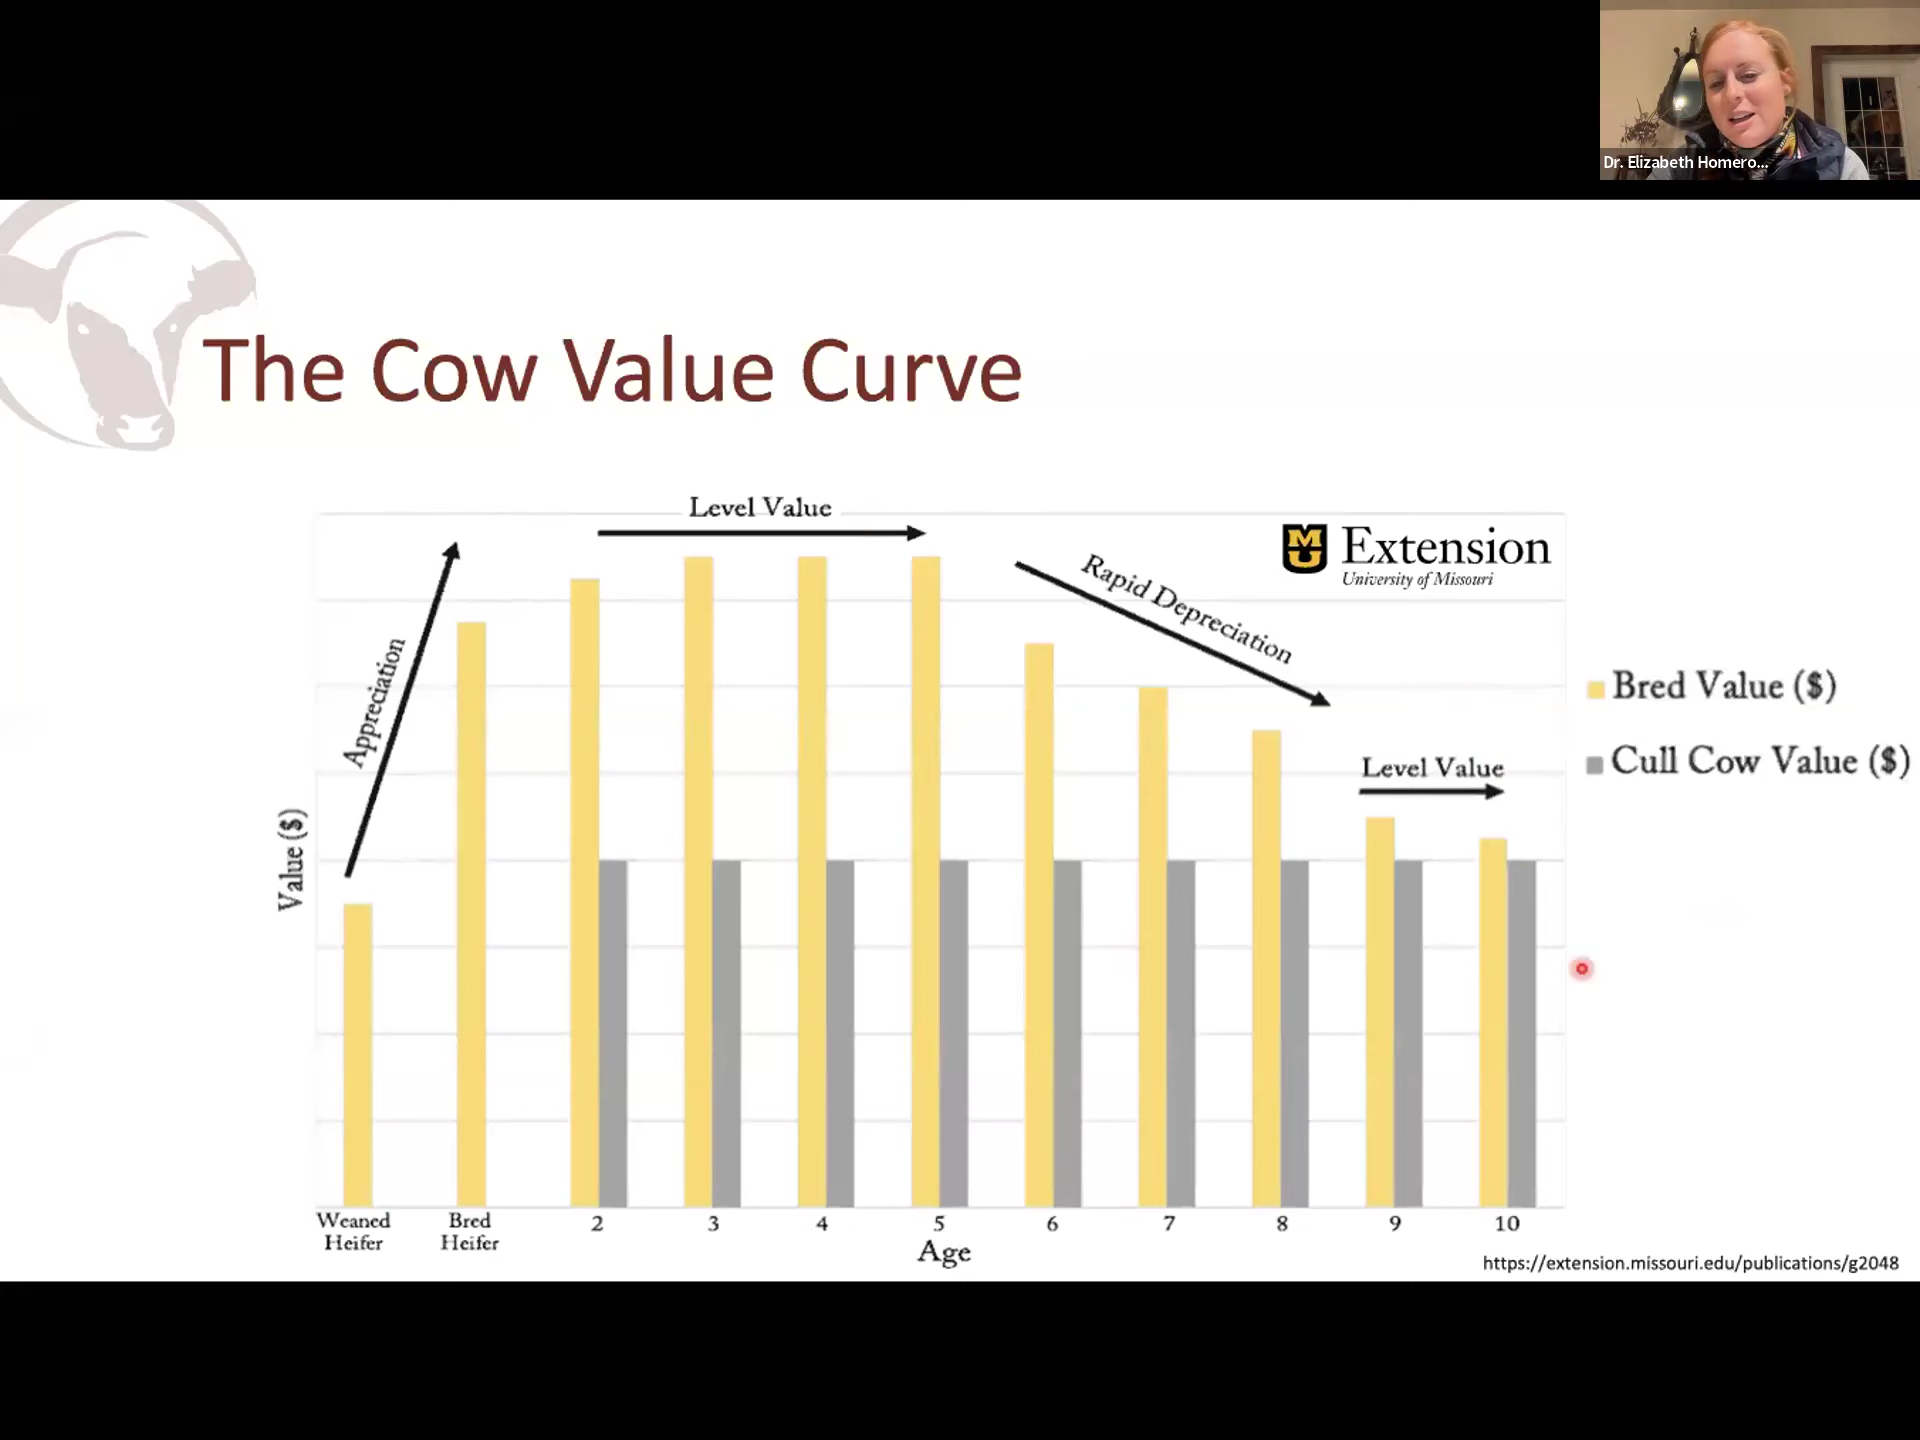 Dr. Elizabeth Homero...
The Cow Value Curve
Level Value
Appreciation
Rapid Depreciation
MU Extension
University of Missouri
Level Value
Bred Value ($)
Cull Cow Value ($)
Value ($)
Weaned Heifer
Bred Heifer
2 3 4 5 6 7 8 9 10
Age
https://extension.missouri.edu/publications/g2048